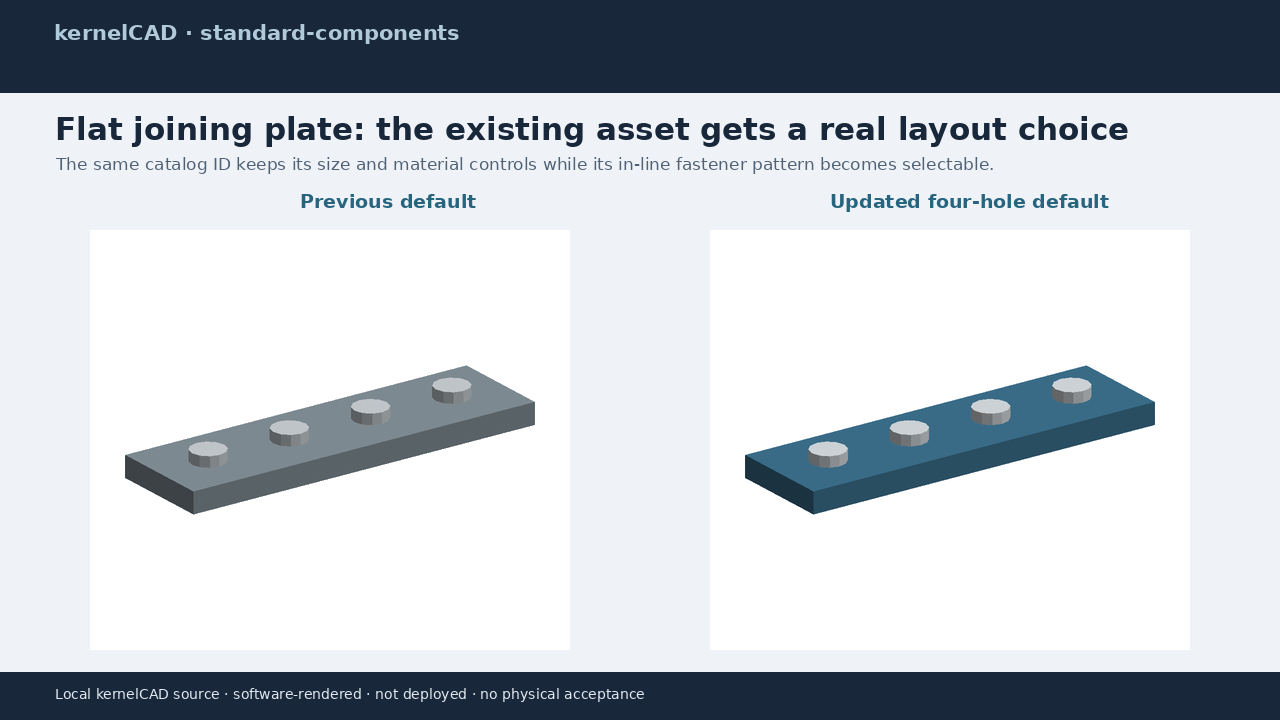 kernelCAD · standard-components
Flat joining plate: the existing asset gets a real layout choice
The same catalog ID keeps its size and material controls while its in-line fastener pattern becomes selectable.
Previous default
Updated four-hole default
Local kernelCAD source · software-rendered · not deployed · no physical acceptance